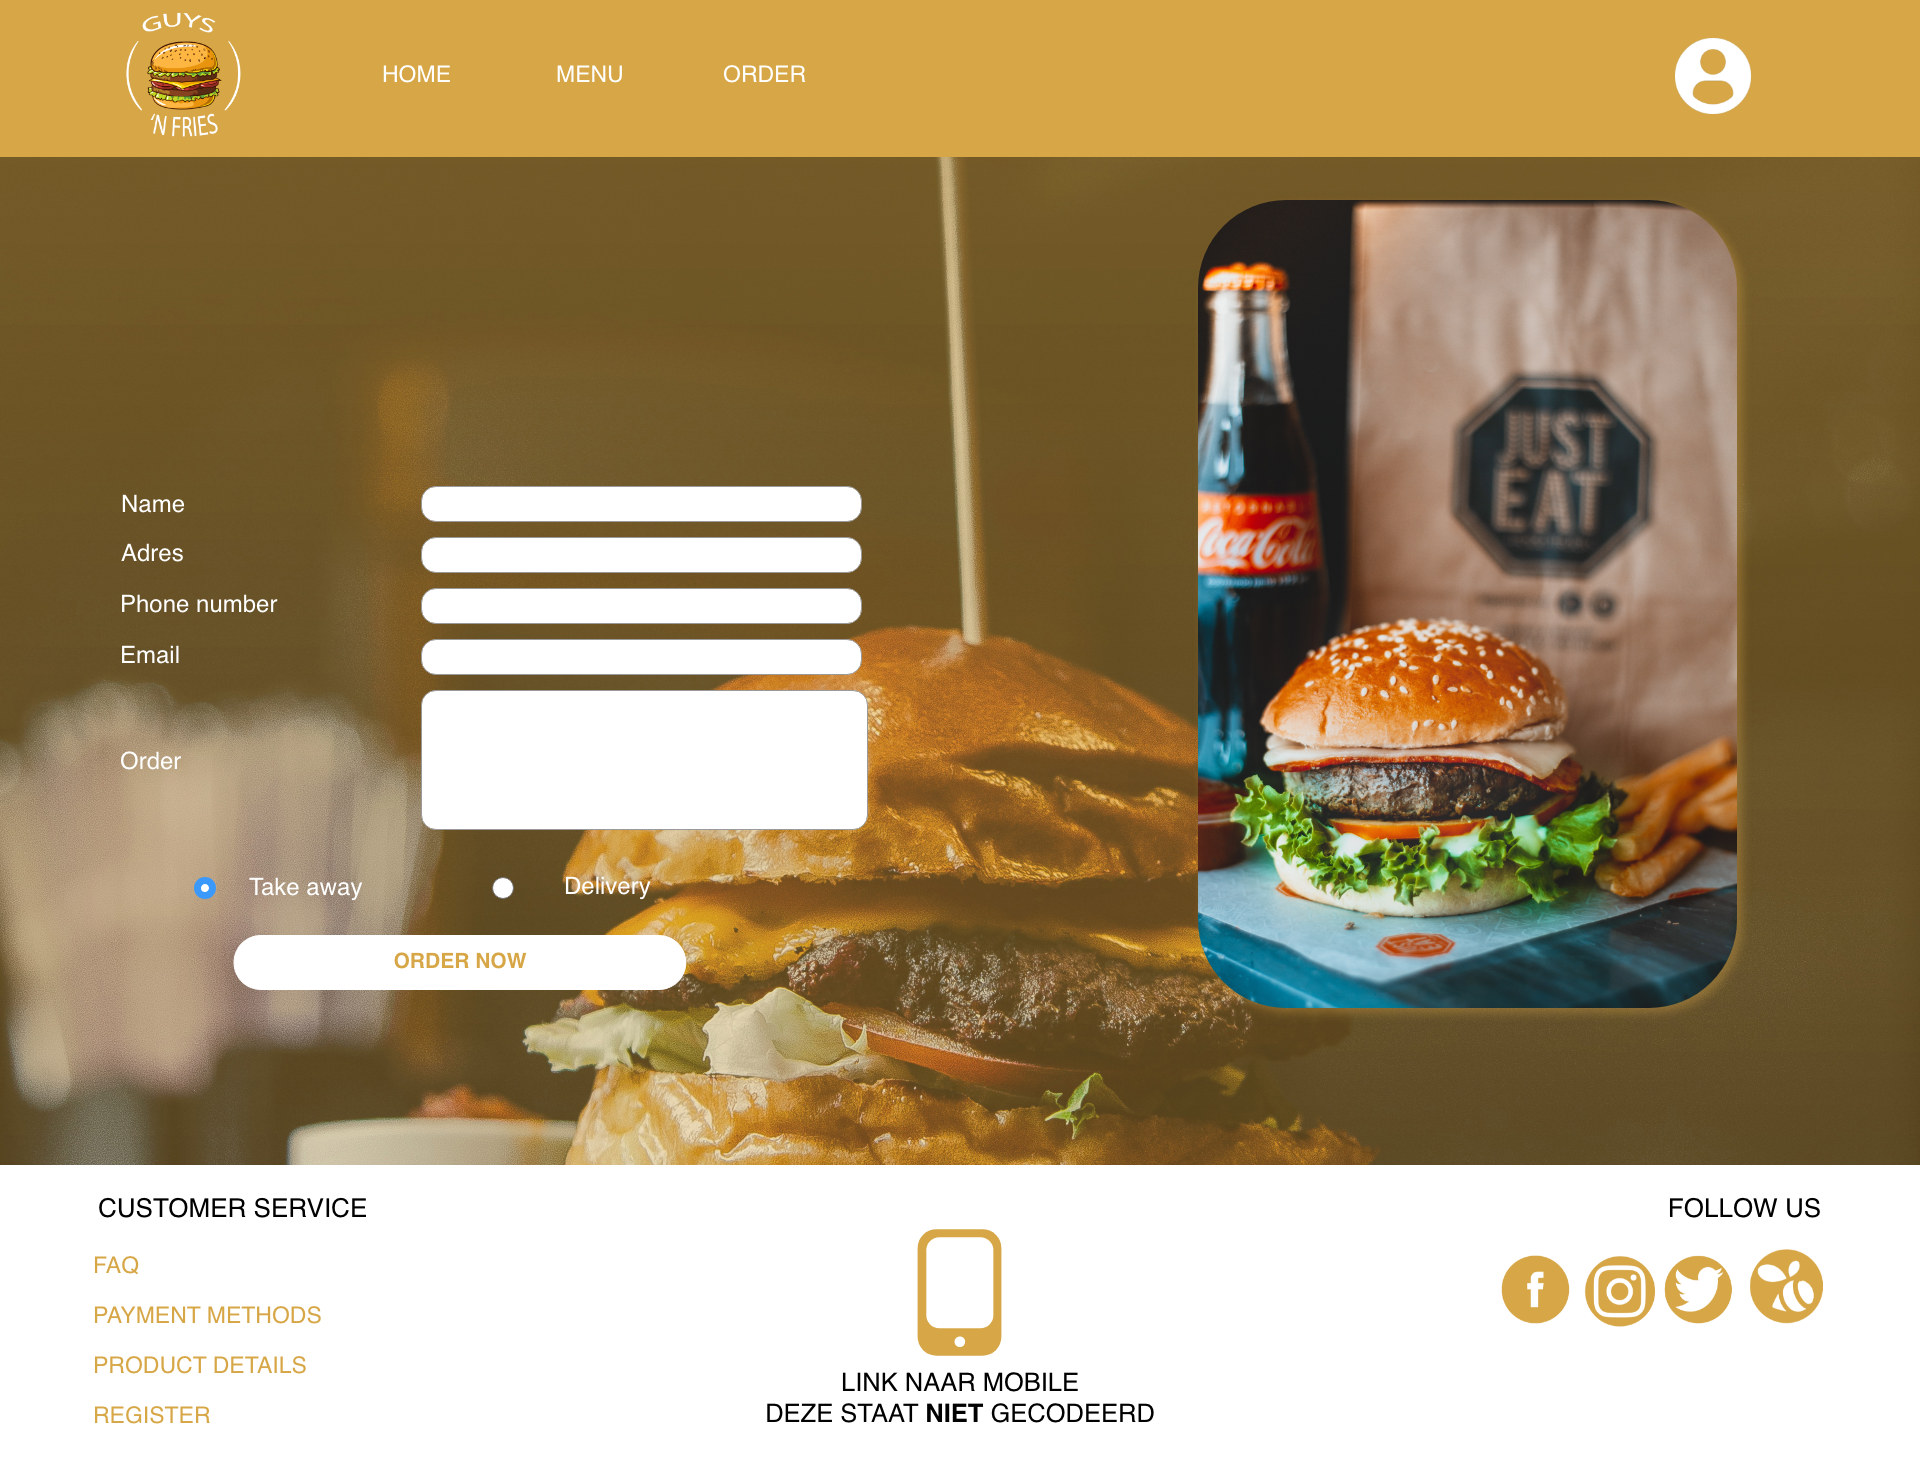 GUYS
'N FRIES
HOME
MENU
ORDER
JUST
EAT
Coca-Cola
Name
Adres
Phone number
Email
Order
Take away
Delivery
ORDER NOW
CUSTOMER SERVICE
FAQ
PAYMENT METHODS
PRODUCT DETAILS
REGISTER
LINK NAAR MOBILE
DEZE STAAT NIET GECODEERD
FOLLOW US